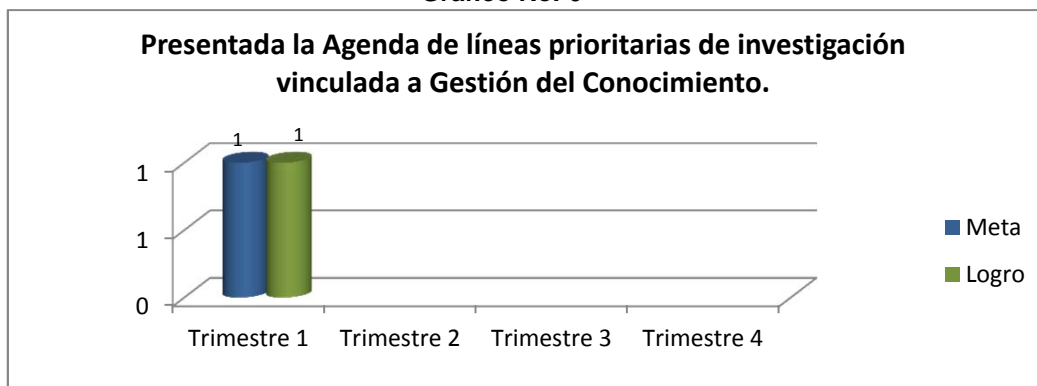 Presentada la Agenda de líneas prioritarias de investigación
vinculada a Gestión del Conocimiento.
1 1
1
1
0
Trimestre 1 Trimestre 2 Trimestre 3 Trimestre 4
Meta
Logro